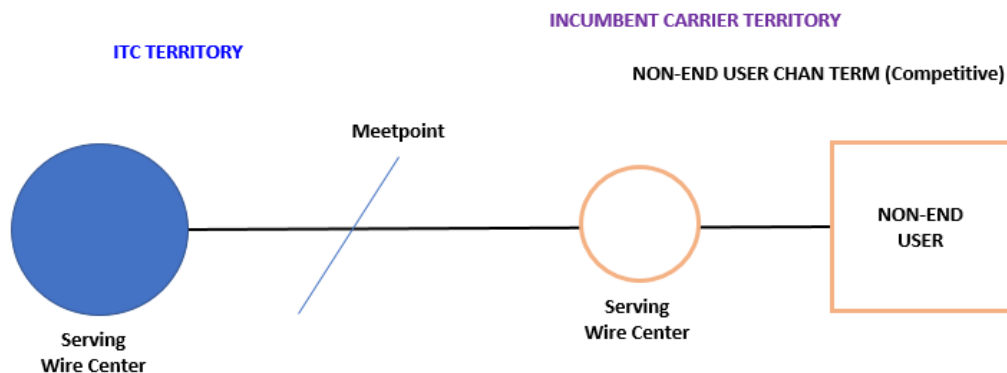 INCUMBENT CARRIER TERRITORY
ITC TERRITORY
NON-END USER CHAN TERM (Competitive)
Meetpoint
NON-END
USER
Serving
Wire Center
Serving
Wire Center